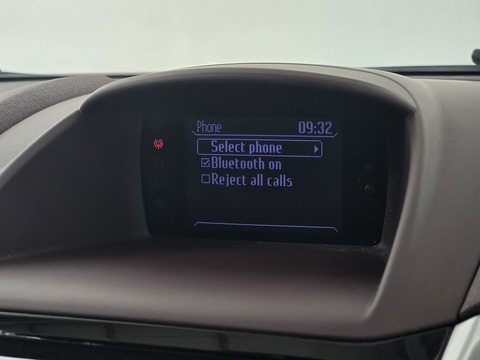 Phone 09:32
Select phone
Bluetooth on
Reject all calls